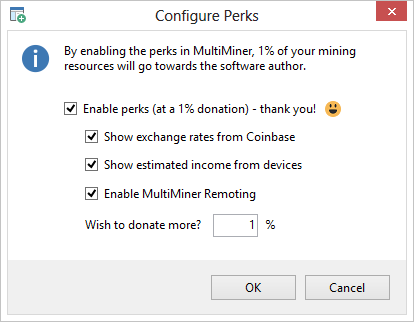 Configure Perks
By enabling the perks in MultiMiner, 1% of your mining
resources will go towards the software author.
Enable perks (at a 1% donation) - thank you!
Show exchange rates from Coinbase
Show estimated income from devices
Enable MultiMiner Remoting
Wish to donate more? 1 %
OK Cancel